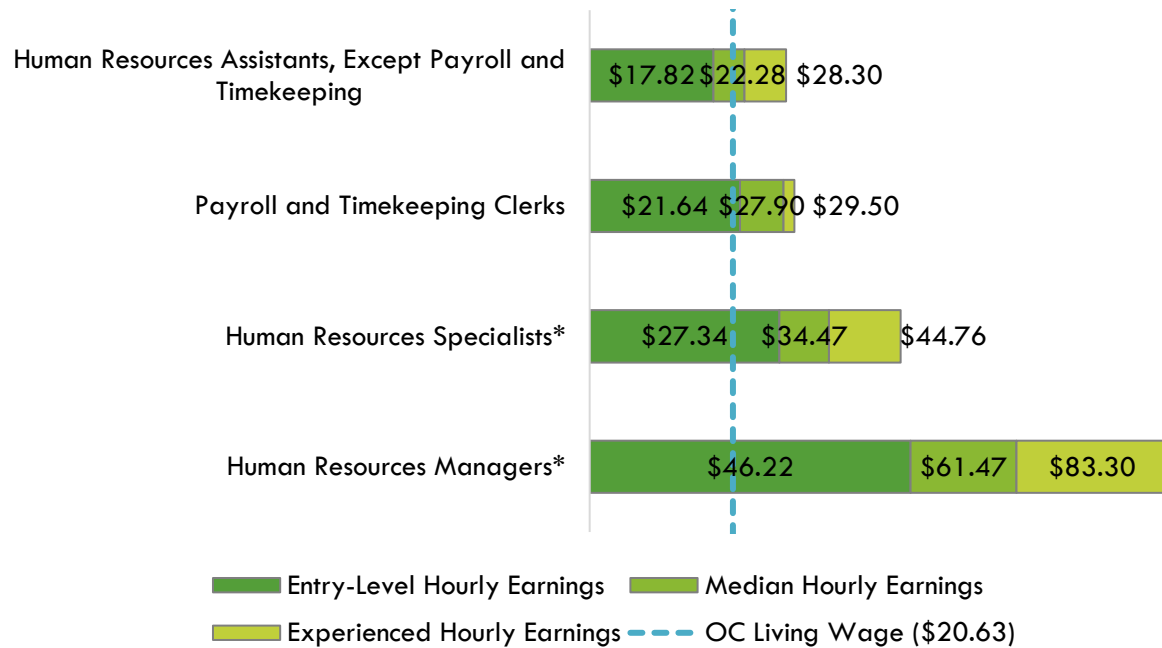 Human Resources Assistants, Except Payroll and
Timekeeping
$17.82 $22.28 $28.30
Payroll and Timekeeping Clerks
$21.64 $27.90 $29.50
Human Resources Specialists*
$27.34 $34.47 $44.76
Human Resources Managers*
$46.22 $61.47 $83.30
Entry-Level Hourly Earnings
Median Hourly Earnings
Experienced Hourly Earnings
OC Living Wage ($20.63)